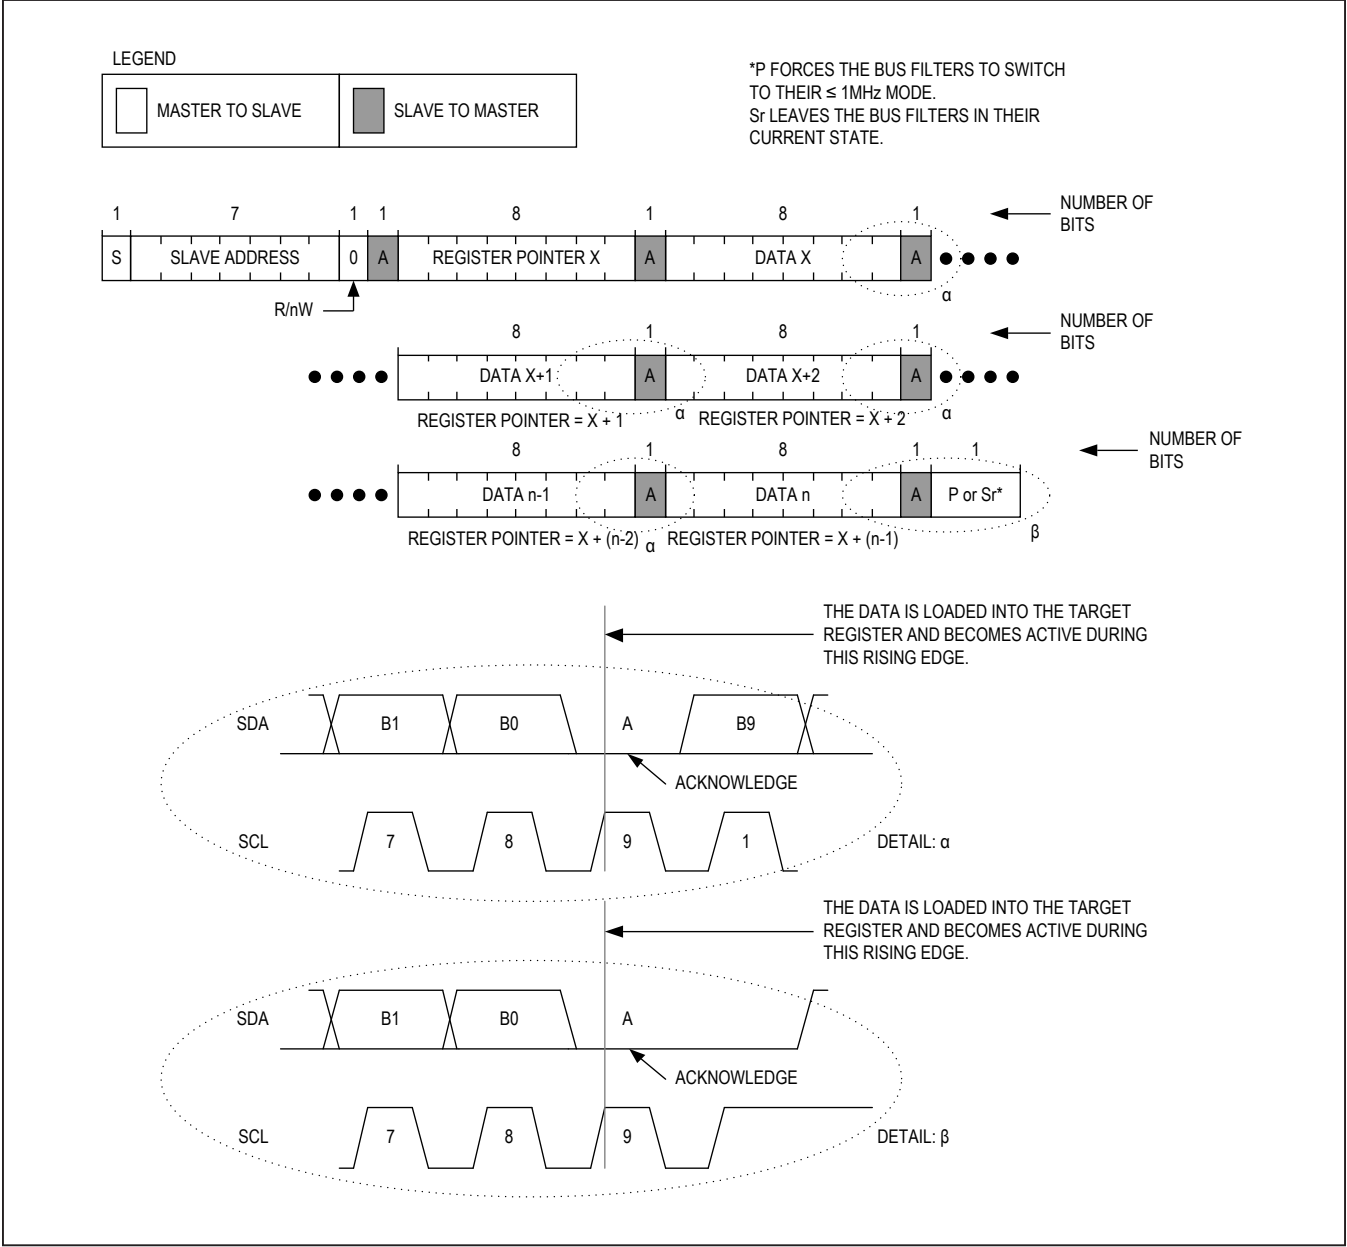 LEGEND
MASTER TO SLAVE
SLAVE TO MASTER
*P FORCES THE BUS FILTERS TO SWITCH
TO THEIR ≤ 1MHz MODE.
Sr LEAVES THE BUS FILTERS IN THEIR
CURRENT STATE.
1 7 1 1 8 1 8 1
NUMBER OF
BITS
S SLAVE ADDRESS 0 A REGISTER POINTER X A DATA X A
α
R/nW
8 1 8 1
NUMBER OF
BITS
DATA X+1 A DATA X+2 A
REGISTER POINTER = X + 1 α REGISTER POINTER = X + 2 α
8 1 8 1 1
NUMBER OF
BITS
DATA n-1 A DATA n A P or Sr*
REGISTER POINTER = X + (n-2) α REGISTER POINTER = X + (n-1) β
THE DATA IS LOADED INTO THE TARGET
REGISTER AND BECOMES ACTIVE DURING
THIS RISING EDGE.
SDA B1 B0 A B9
ACKNOWLEDGE
SCL 7 8 9 1 DETAIL: α
THE DATA IS LOADED INTO THE TARGET
REGISTER AND BECOMES ACTIVE DURING
THIS RISING EDGE.
SDA B1 B0 A
ACKNOWLEDGE
SCL 7 8 9 DETAIL: β